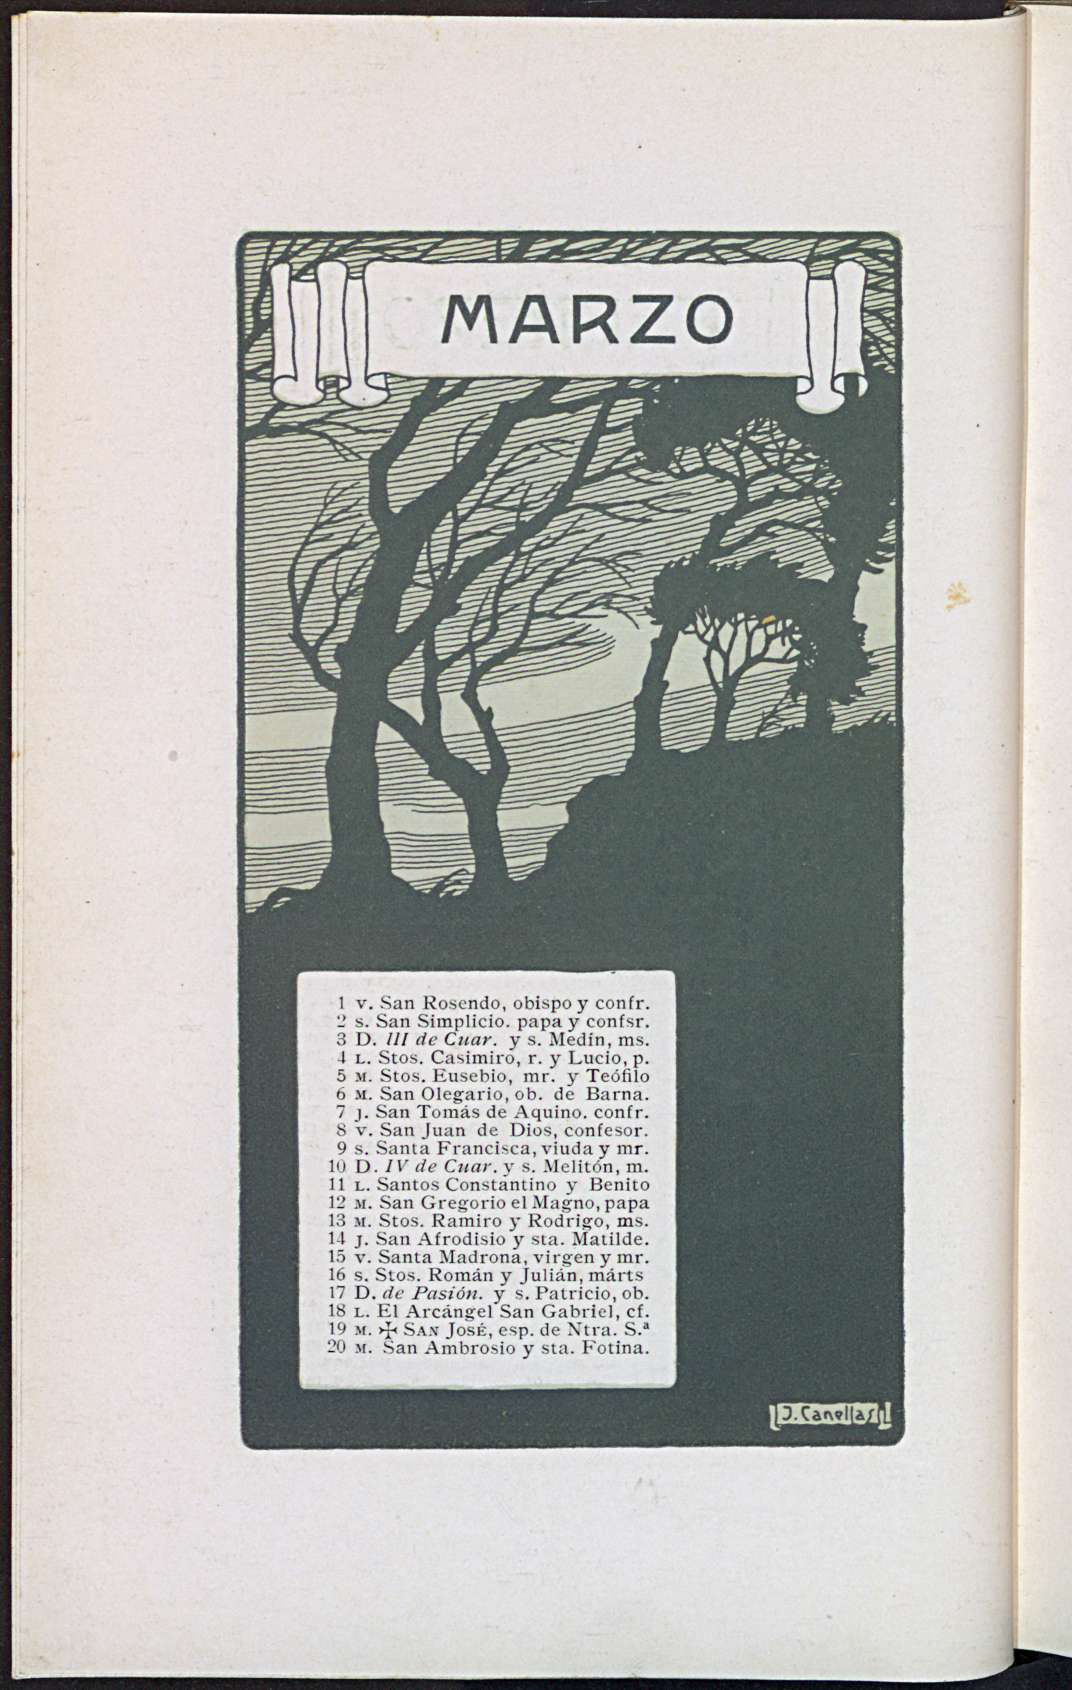 MARZO
1 V. San Rosendo, obispo y confr.
2 S. San Simplicio. papa y confsr.
3 D. III de Cuar. y s. Medín, ms.
4 L. Stos. Casimiro, r. y Lucio, p.
5 M. Stos. Eusebio, mr. y Teófilo
6 M. San Olegario, ob. de Barna.
7 J. San Tomás de Aquino. confr.
8 V. San Juan de Dios, confesor.
9 S. Santa Francisca, viuda y mr.
10 D. IV de Cuar. y s. Melitón, m.
11 L. Santos Constantino y Benito
12 M. San Gregorio el Magno, papa
13 M. Stos. Ramiro y Rodrigo, ms.
14 J. San Afrodisio y sta. Matilde.
15 V. Santa Madrona, virgen y mr.
16 S. Stos. Román y Julián, márts
17 D. de Pasión. y s. Patricio, ob.
18 L. El Arcángel San Gabriel, cf.
19 M. ✠ SAN JOSÉ, esp. de Ntra. S.ª
20 M. San Ambrosio y sta. Fotina.
J. Canellas